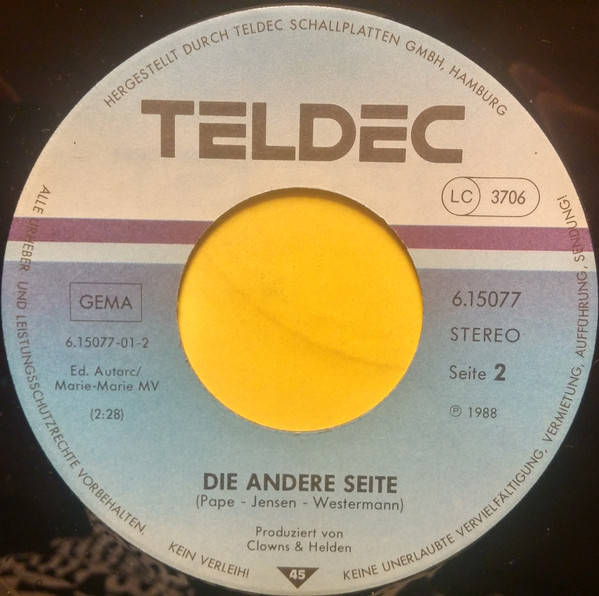 HERGESTELLT DURCH TELDEC SCHALLPLATTEN GMBH, HAMBURG
TELDEC
LC 3706
GEMA
6.15077-01-2
Ed. Autarc/
Marie-Marie MV
(2:28)
6.15077
STEREO
Seite 2
℗ 1988
DIE ANDERE SEITE
(Pape - Jensen - Westermann)
Produziert von
Clowns & Helden
45
ALLE URHEBER- UND LEISTUNGSSCHUTZRECHTE VORBEHALTEN.
KEIN VERLEIH!
KEINE UNERLAUBTE VERVIELFÄLTIGUNG, VERMIETUNG, AUFFÜHRUNG, SENDUNG!